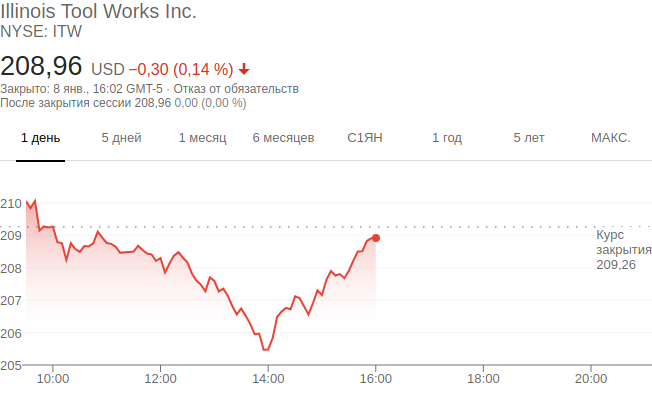 Illinois Tool Works Inc.
NYSE: ITW
208,96 USD −0,30 (0,14 %)
Закрыто: 8 янв., 16:02 GMT-5 · Отказ от обязательств
После закрытия сессии 208,96 0,00 (0,00 %)
1 день 5 дней 1 месяц 6 месяцев С1ЯН 1 год 5 лет МАКС.
210
209
208
207
206
205
Курс
закрытия
209,26
10:00 12:00 14:00 16:00 18:00 20:00